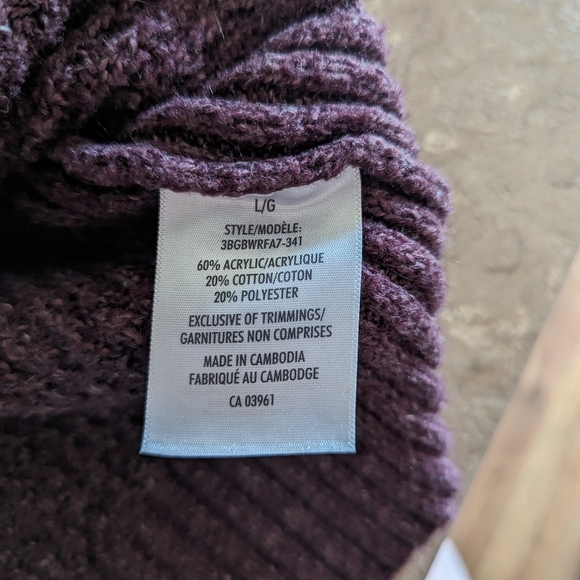 L/G
STYLE/MODÈLE:
3BGBWRFA7-341
60% ACRYLIC/ACRYLIQUE
20% COTTON/COTON
20% POLYESTER
EXCLUSIVE OF TRIMMINGS/
GARNITURES NON COMPRISES
MADE IN CAMBODIA
FABRIQUÉ AU CAMBODGE
CA 03961